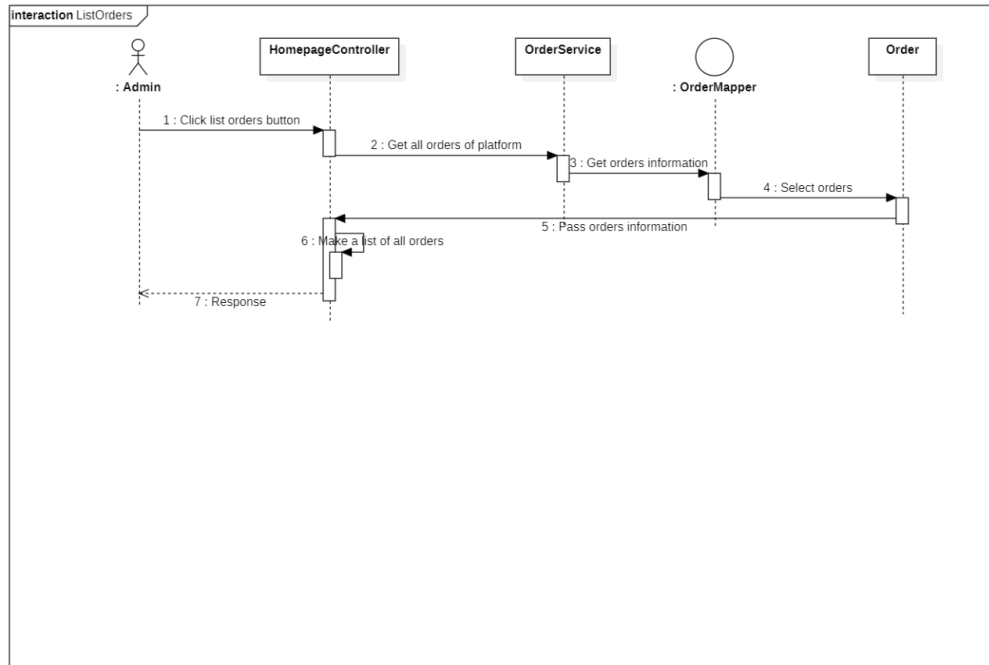 interaction ListOrders
HomepageController
OrderService
Order
: Admin
: OrderMapper
1 : Click list orders button
2 : Get all orders of platform
3 : Get orders information
4 : Select orders
5 : Pass orders information
6 : Make a list of all orders
7 : Response